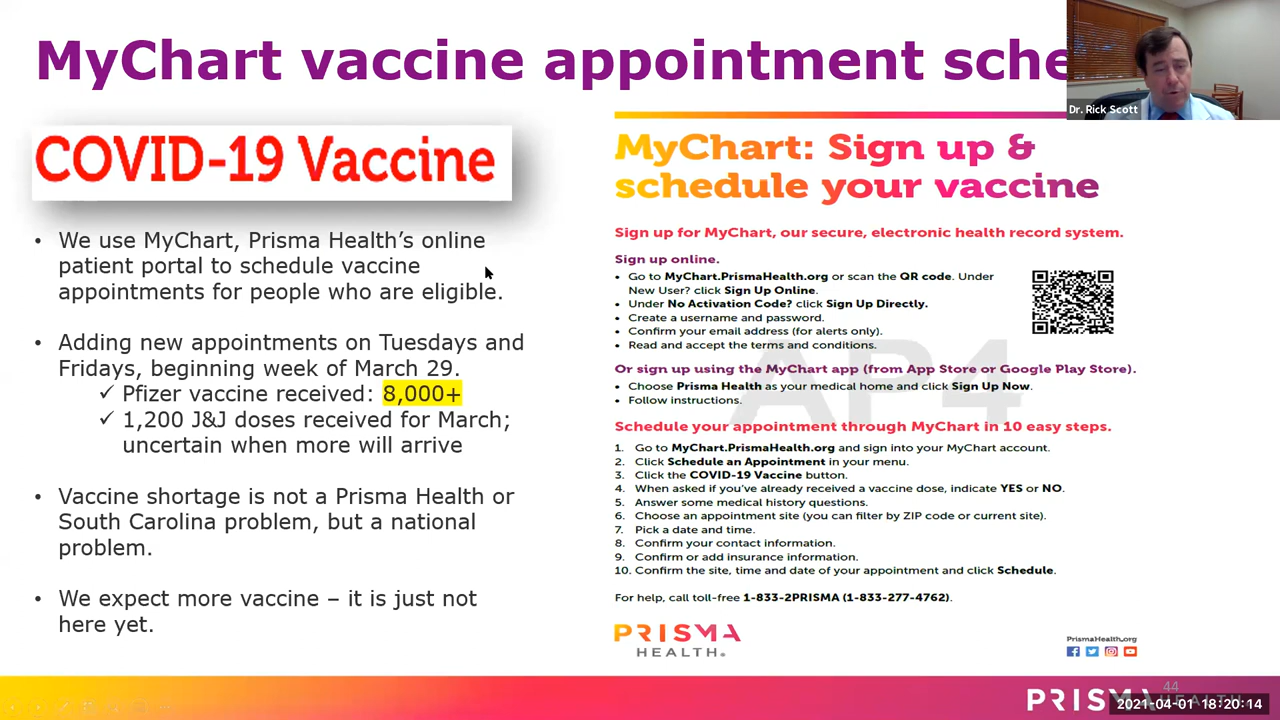 MyChart vaccine appointment sche
Dr. Rick Scott
COVID-19 Vaccine
• We use MyChart, Prisma Health’s online
patient portal to schedule vaccine
appointments for people who are eligible.
• Adding new appointments on Tuesdays and
Fridays, beginning week of March 29.
✓ Pfizer vaccine received: 8,000+
✓ 1,200 J&J doses received for March;
uncertain when more will arrive
• Vaccine shortage is not a Prisma Health or
South Carolina problem, but a national
problem.
• We expect more vaccine – it is just not
here yet.
MyChart: Sign up &
schedule your vaccine
Sign up for MyChart, our secure, electronic health record system.
Sign up online.
• Go to MyChart.PrismaHealth.org or scan the QR code. Under
New User? click Sign Up Online.
• Under No Activation Code? click Sign Up Directly.
• Create a username and password.
• Confirm your email address (for alerts only).
• Read and accept the terms and conditions.
Or sign up using the MyChart app (from App Store or Google Play Store).
• Choose Prisma Health as your medical home and click Sign Up Now.
• Follow instructions.
Schedule your appointment through MyChart in 10 easy steps.
1. Go to MyChart.PrismaHealth.org and sign into your MyChart account.
2. Click Schedule an Appointment in your menu.
3. Click the COVID-19 Vaccine button.
4. When asked if you’ve already received a vaccine dose, indicate YES or NO.
5. Answer some medical history questions.
6. Choose an appointment site (you can filter by ZIP code or current site).
7. Pick a date and time.
8. Confirm your contact information.
9. Confirm or add insurance information.
10. Confirm the site, time and date of your appointment and click Schedule.
For help, call toll-free 1-833-2PRISMA (1-833-277-4762).
AP4
PRISMA
HEALTH®
PrismaHealth.org
44
PRISMA HEALTH
2021-04-01 18:20:14